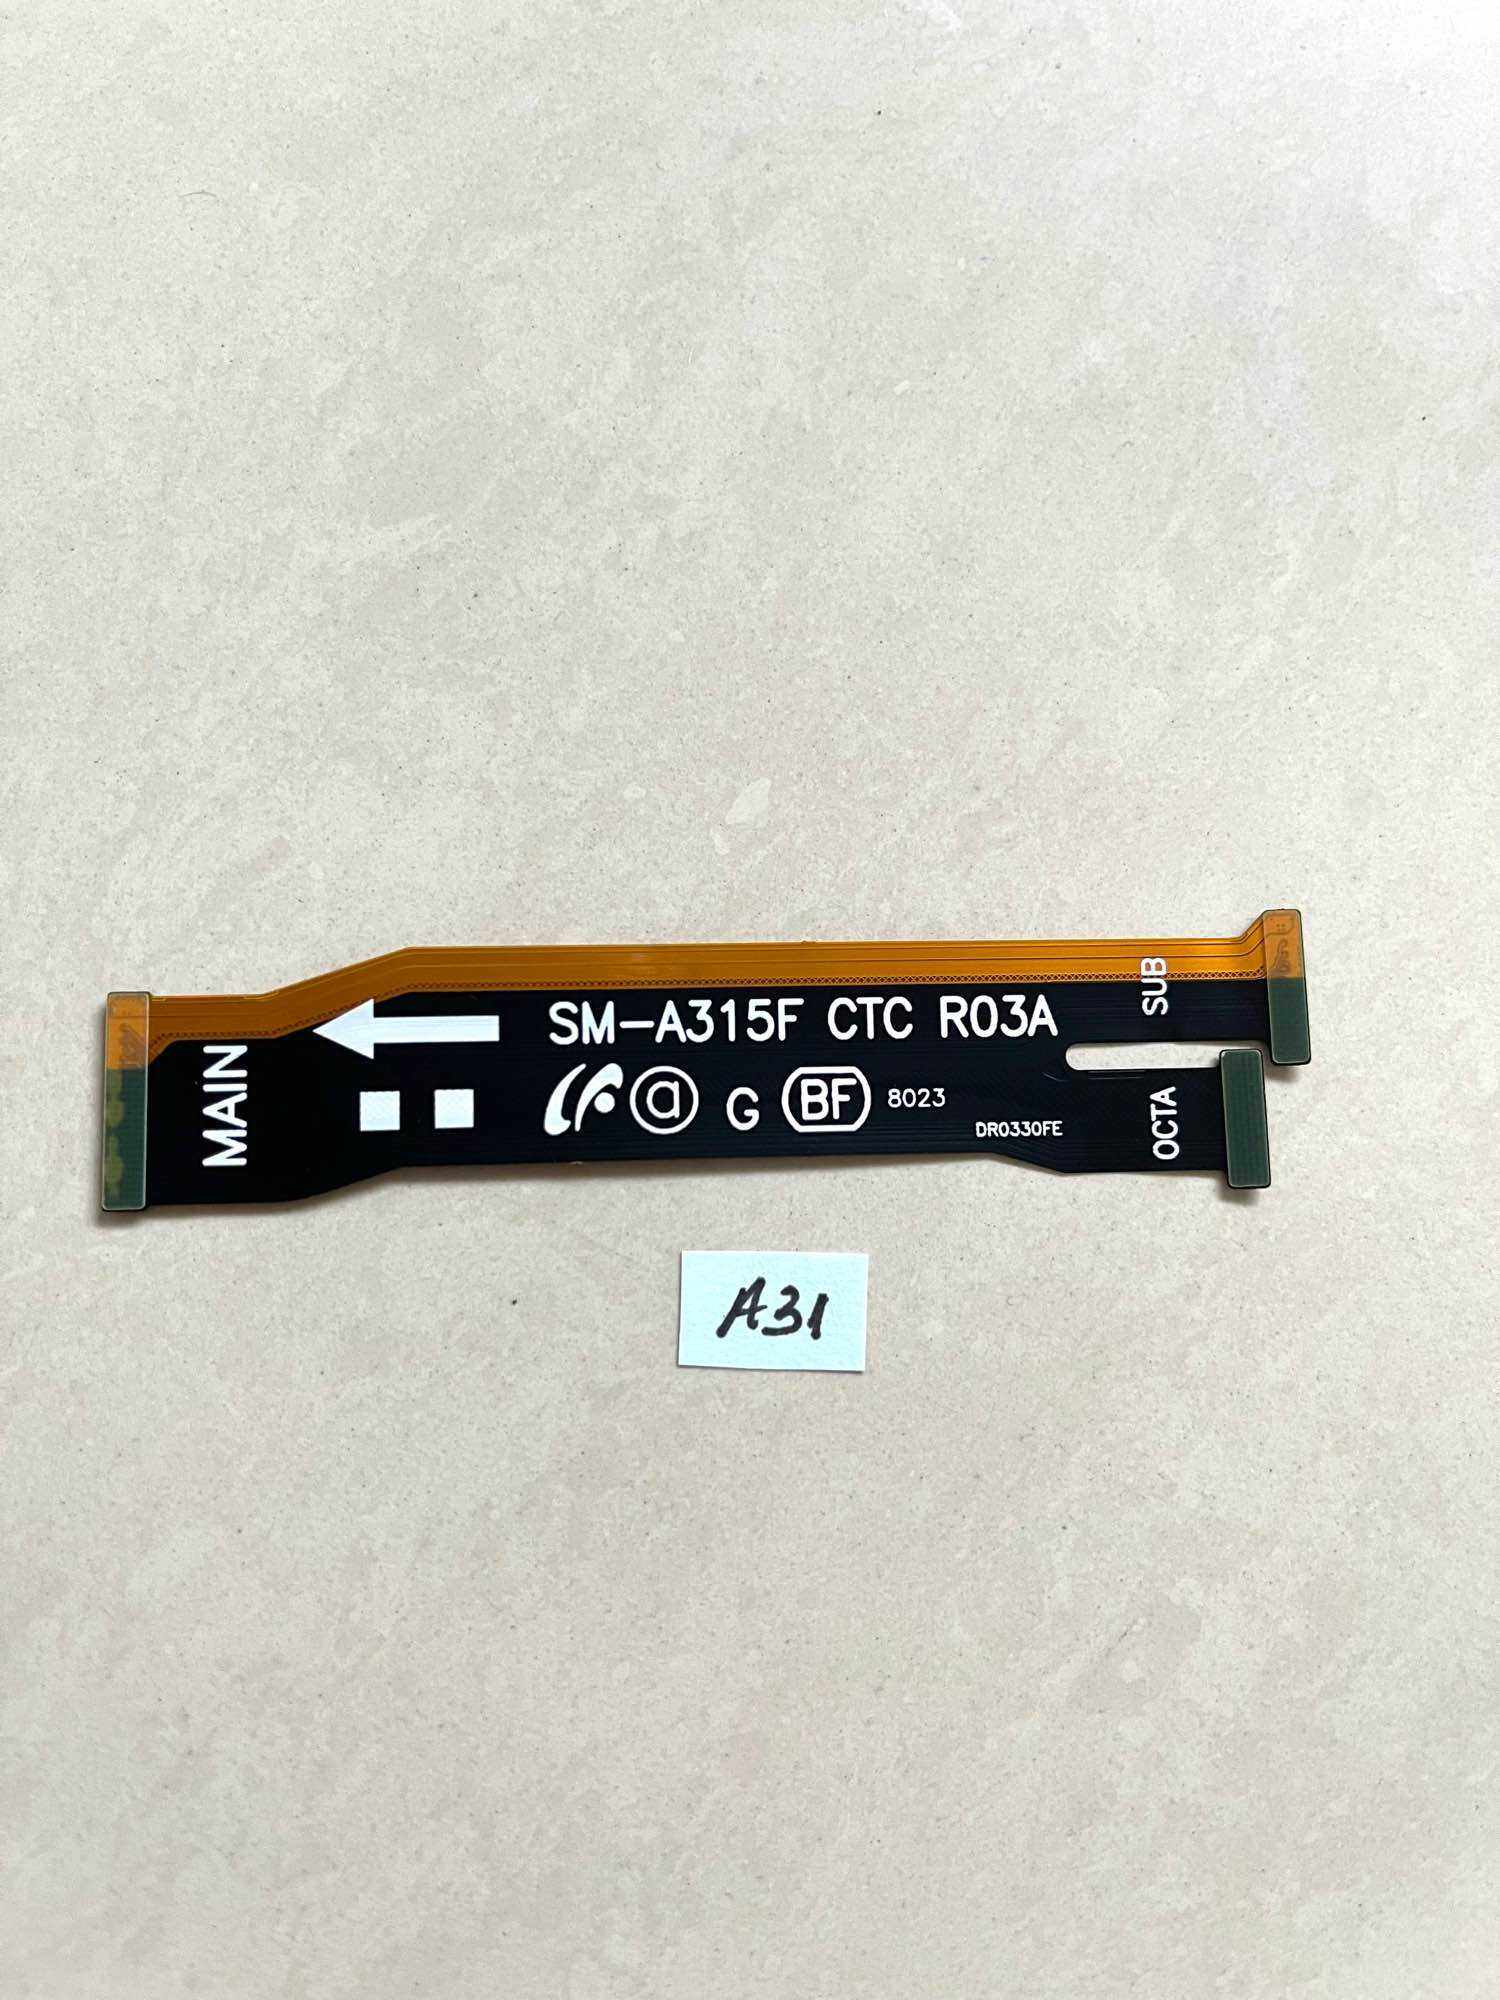 SM-A315F CTC R03A
MAIN
SUB
@ G BF 8023
DR0330FE
OCTA
A31